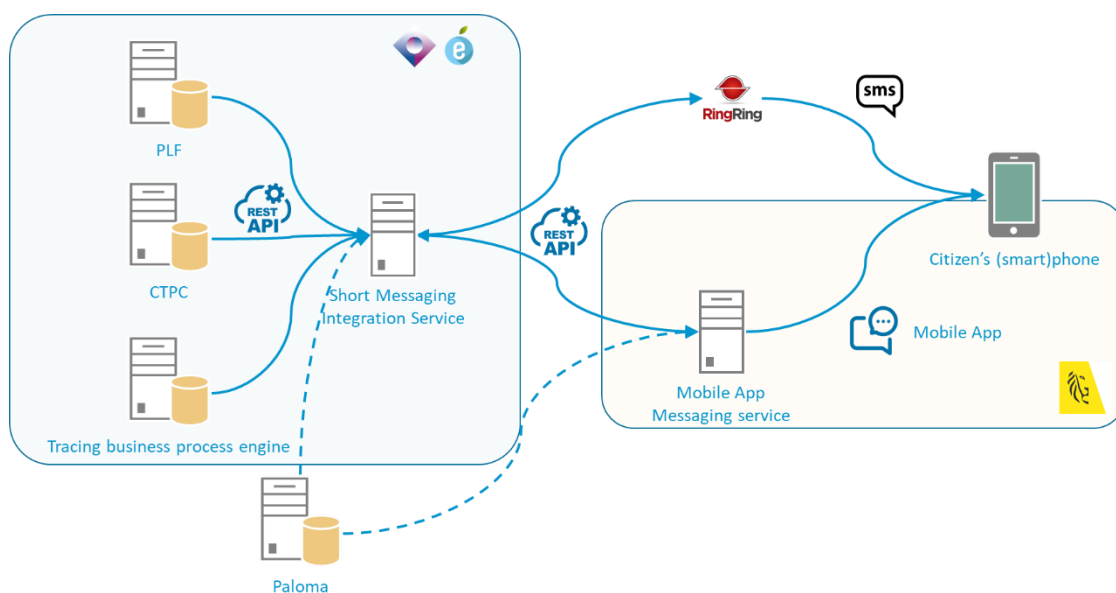 PLF
REST
API
CTPC
Short Messaging
Integration Service
Tracing business process engine
Paloma
e
RingRing
sms
REST
API
Citizen's (smart)phone
Mobile App
Mobile App
Messaging service